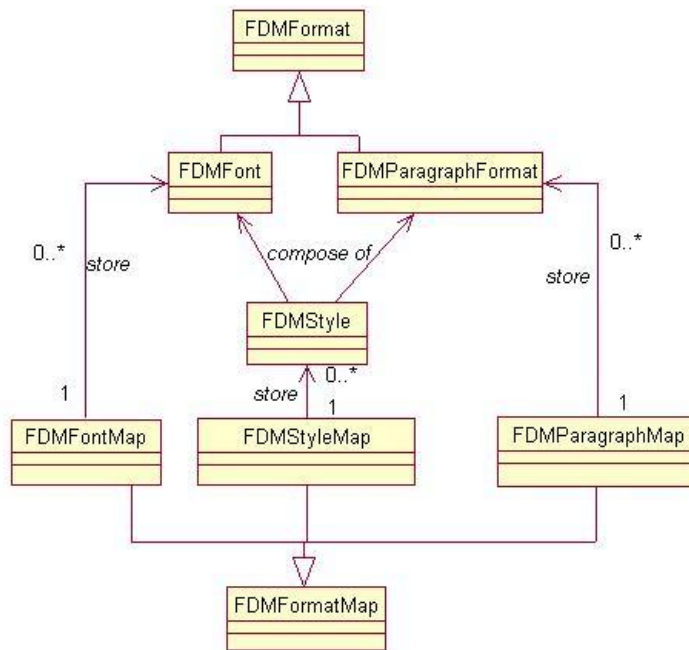 FDMFormat
FDMFont
FDMParagraphFormat
0..*
store
compose of
0..*
store
FDMStyle
0..*
store
1
1
1
FDMFontMap
FDMStyleMap
FDMParagraphMap
FDMFormatMap